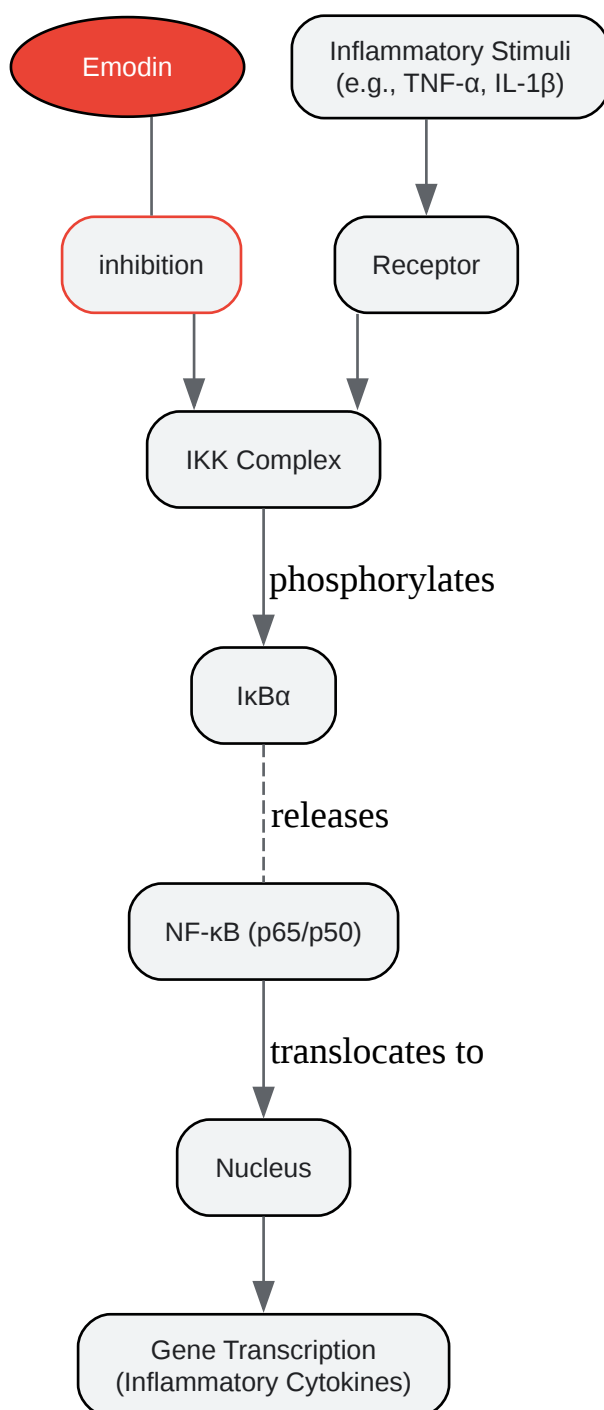 Emodin
Inflammatory Stimuli
(e.g., TNF-α, IL-1β)
inhibition
Receptor
IKK Complex
phosphorylates
IκBα
releases
NF-κB (p65/p50)
translocates to
Nucleus
Gene Transcription
(Inflammatory Cytokines)